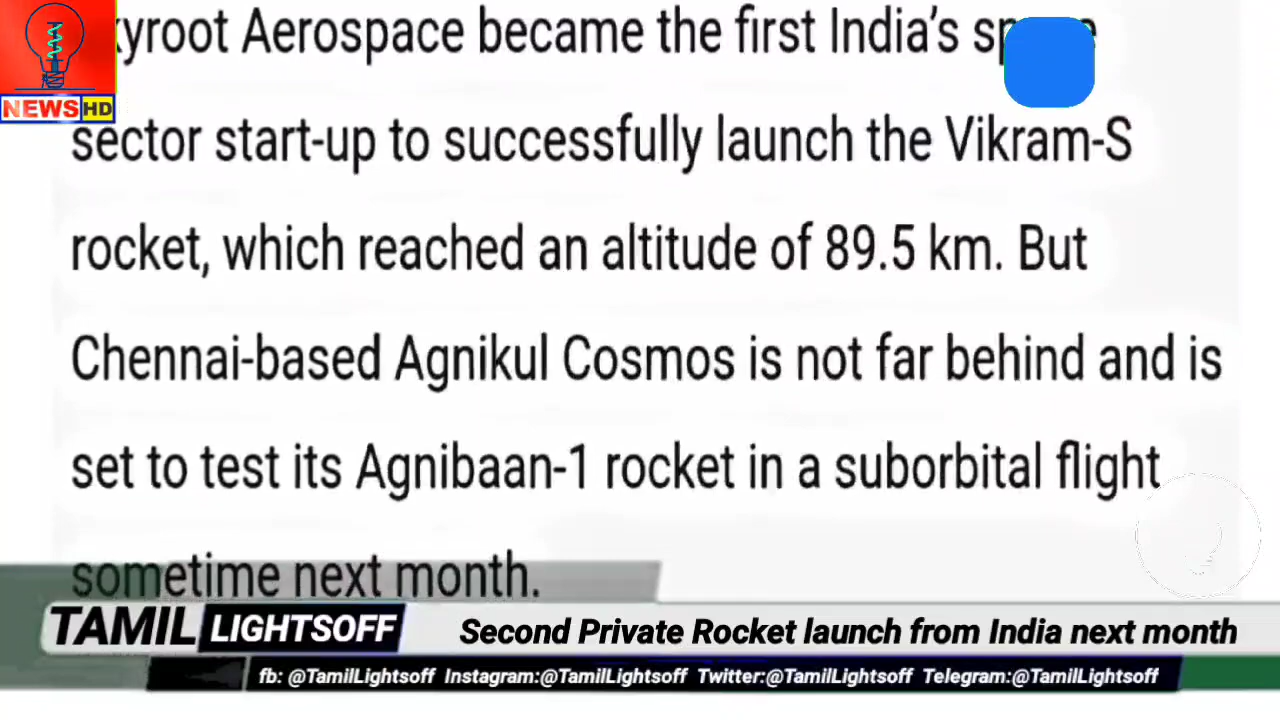 kyroot Aerospace became the first India's
sector start-up to successfully launch the Vikram-S
rocket, which reached an altitude of 89.5 km. But
Chennai-based Agnikul Cosmos is not far behind and is
set to test its Agnibaan-1 rocket in a suborbital flight
sometime next month.
NEWS HD
TAMIL LIGHTSOFF
Second Private Rocket launch from India next month
fb: @TamilLightsoff Instagram:@TamilLightsoff Twitter:@TamilLightsoff Telegram:@TamilLightsoff